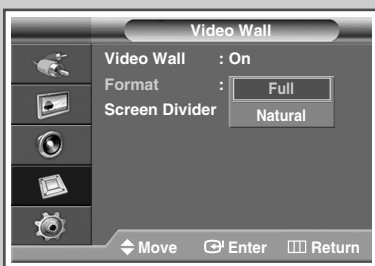 Video Wall
Video Wall : On
Format : Full
Natural
Screen Divider
Move Enter Return